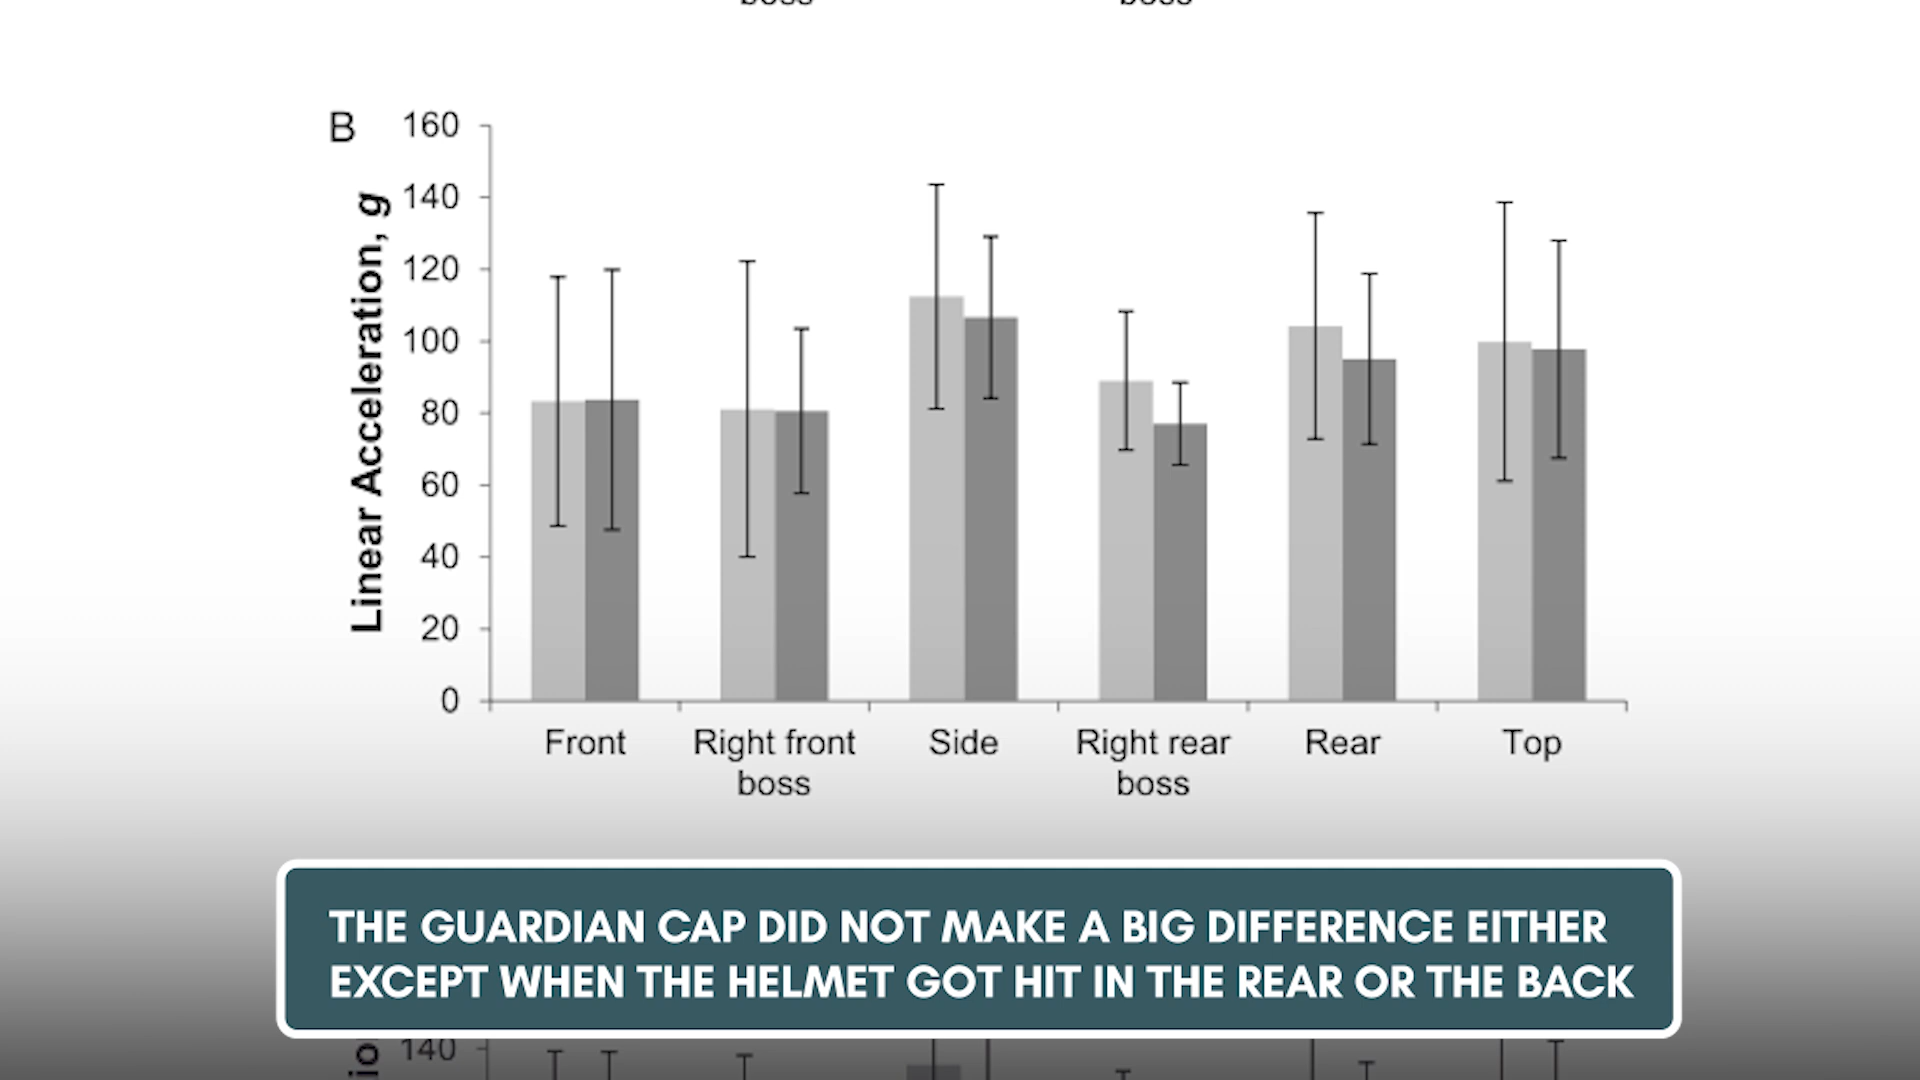 boss boss
B
160
140
120
100
80
60
40
20
0
Linear Acceleration, g
Front Right front Side Right rear Rear Top
boss boss
THE GUARDIAN CAP DID NOT MAKE A BIG DIFFERENCE EITHER
EXCEPT WHEN THE HELMET GOT HIT IN THE REAR OR THE BACK
140